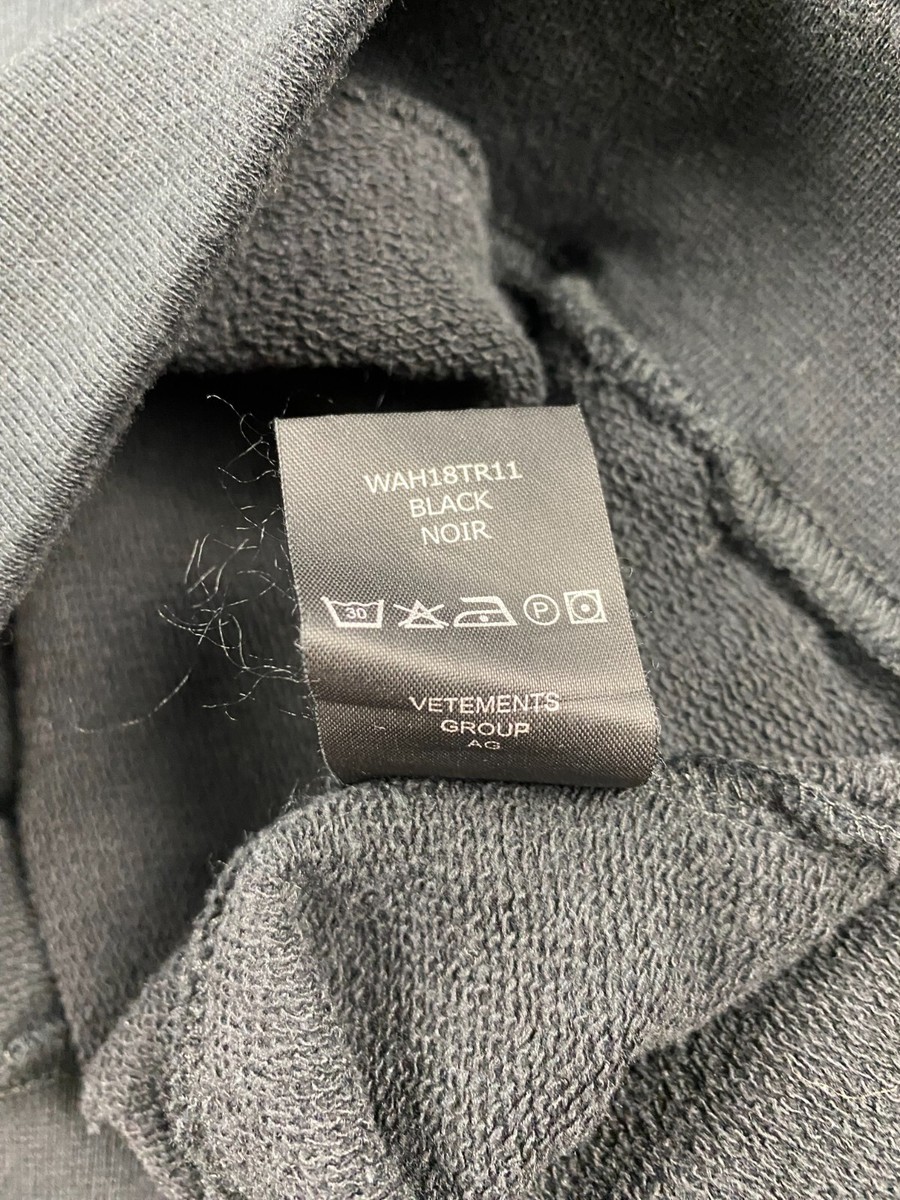 WAH18TR11
BLACK
NOIR
30 P
VETEMENTS
GROUP
AG